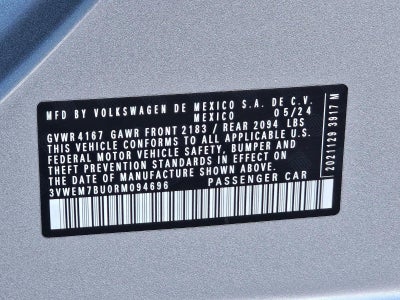 MFD BY VOLKSWAGEN DE MEXICO S.A. DE C.V.
MEXICO 05/24
GVWR 4167 GAWR FRONT 2183 / REAR 2094 LBS
THIS VEHICLE CONFORMS TO ALL APPLICABLE U.S.
FEDERAL MOTOR VEHICLE SAFETY, BUMPER AND
THEFT PREVENTION STANDARDS IN EFFECT ON
THE DATE OF MANUFACTURE SHOWN ABOVE.
3VWEM7BU0RM094696 PASSENGER CAR
2021129 3917 M